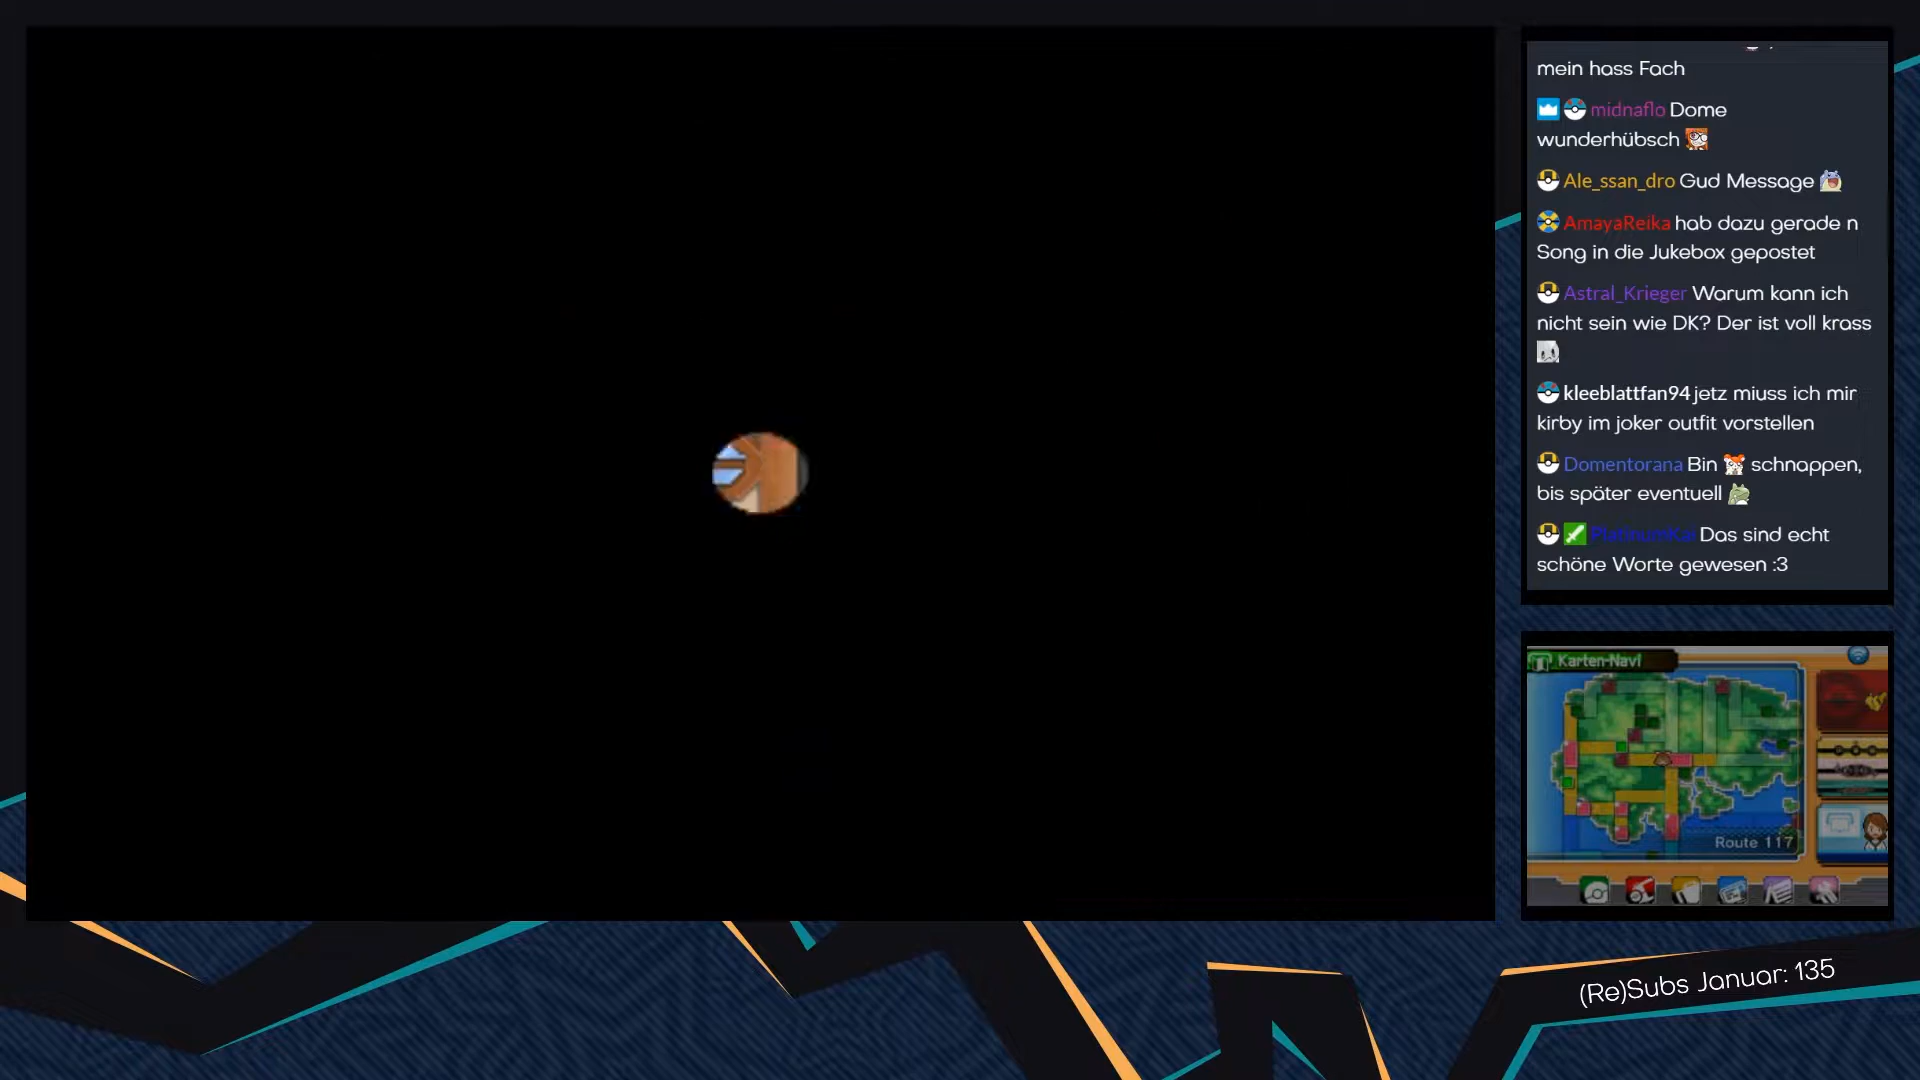 mein hass Fach
midnaflo Dome
wunderhübsch
Ale_ssan_dro Gud Message
AmayaReika hab dazu gerade n
Song in die Jukebox gepostet
Astral_Krieger Warum kann ich
nicht sein wie DK? Der ist voll krass
kleeblattfan94 jetz miuss ich mir
kirby im joker outfit vorstellen
Domentorana Bin schnappen,
bis später eventuell
PlatinumKai Das sind echt
schöne Worte gewesen :3
Karten-Navi
Route 117
(Re)Subs Januar: 135